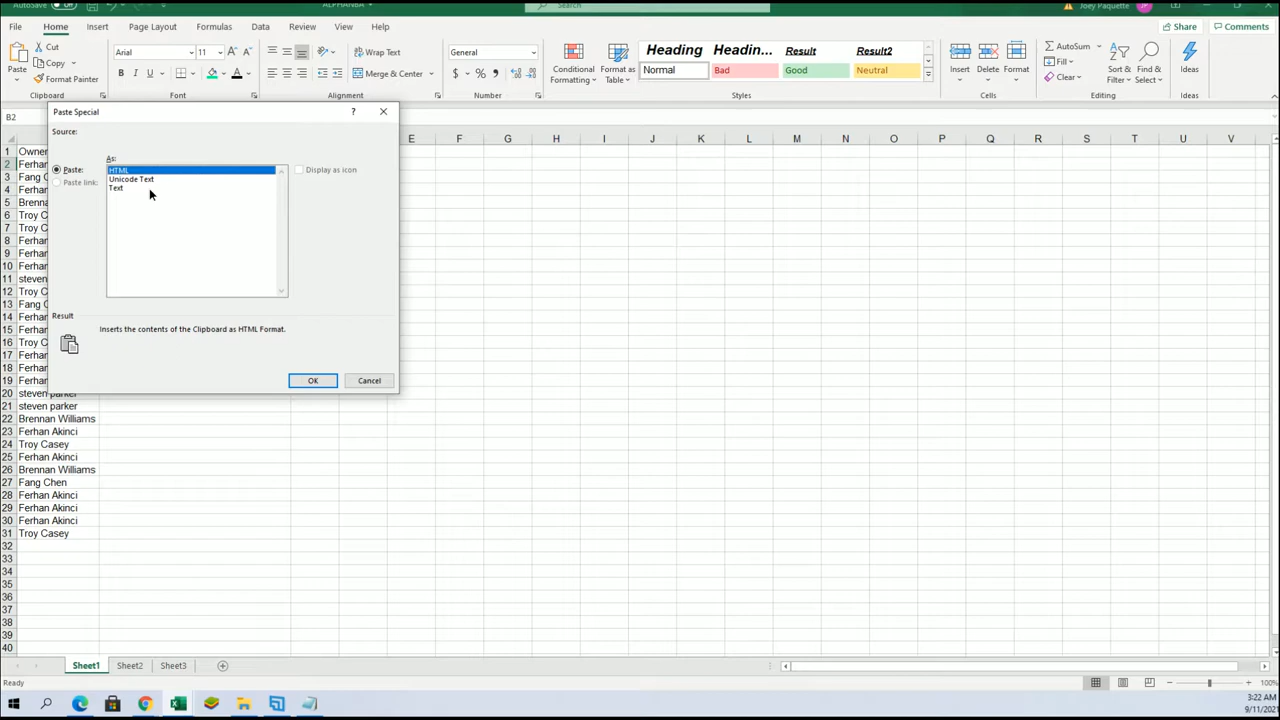 AutoSave Off ALPHANBA Search Joey Paquette JP
File Home Insert Page Layout Formulas Data Review View Help Share Comments
Paste Cut Copy Format Painter Clipboard
Arial 11 A A B I U A Font
Wrap Text Merge & Center Alignment
General $ % Number
Conditional Formatting Format as Table
Heading Headin... Result Result2
Normal Bad Good Neutral
Styles
Insert Delete Format Cells
AutoSum Fill Clear Sort & Filter Find & Select Editing
Ideas Ideas
B2
Paste Special ? ×
Source:
As:
Paste:
Paste link:
HTML
Unicode Text
Text
Display as icon
Result
Inserts the contents of the Clipboard as HTML Format.
OK Cancel
E F G H I J K L M N O P Q R S T U V
1 Owner
2 Ferhan
3 Fang C
4 Ferhan
5 Brenna
6 Troy C
7 Troy C
8 Ferhan
9 Ferhan
10 Ferhan
11 steven
12 Troy C
13 Fang C
14 Ferhan
15 Ferhan
16 Troy C
17 Ferhan
18 Ferhan
19 Ferhan
20 steven parker
21 steven parker
22 Brennan Williams
23 Ferhan Akinci
24 Troy Casey
25 Ferhan Akinci
26 Brennan Williams
27 Fang Chen
28 Ferhan Akinci
29 Ferhan Akinci
30 Ferhan Akinci
31 Troy Casey
32
33
34
35
36
37
38
39
40
Sheet1 Sheet2 Sheet3
Ready 100%
3:22 AM
9/11/202